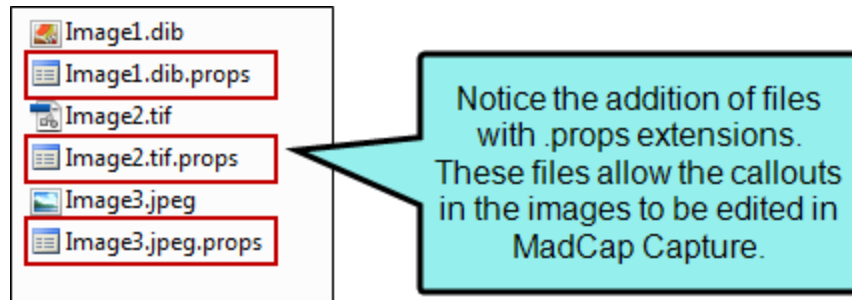 Image1.dib
Image1.dib.props
Image2.tif
Image2.tif.props
Image3.jpeg
Image3.jpeg.props
Notice the addition of files
with .props extensions.
These files allow the callouts
in the images to be edited in
MadCap Capture.